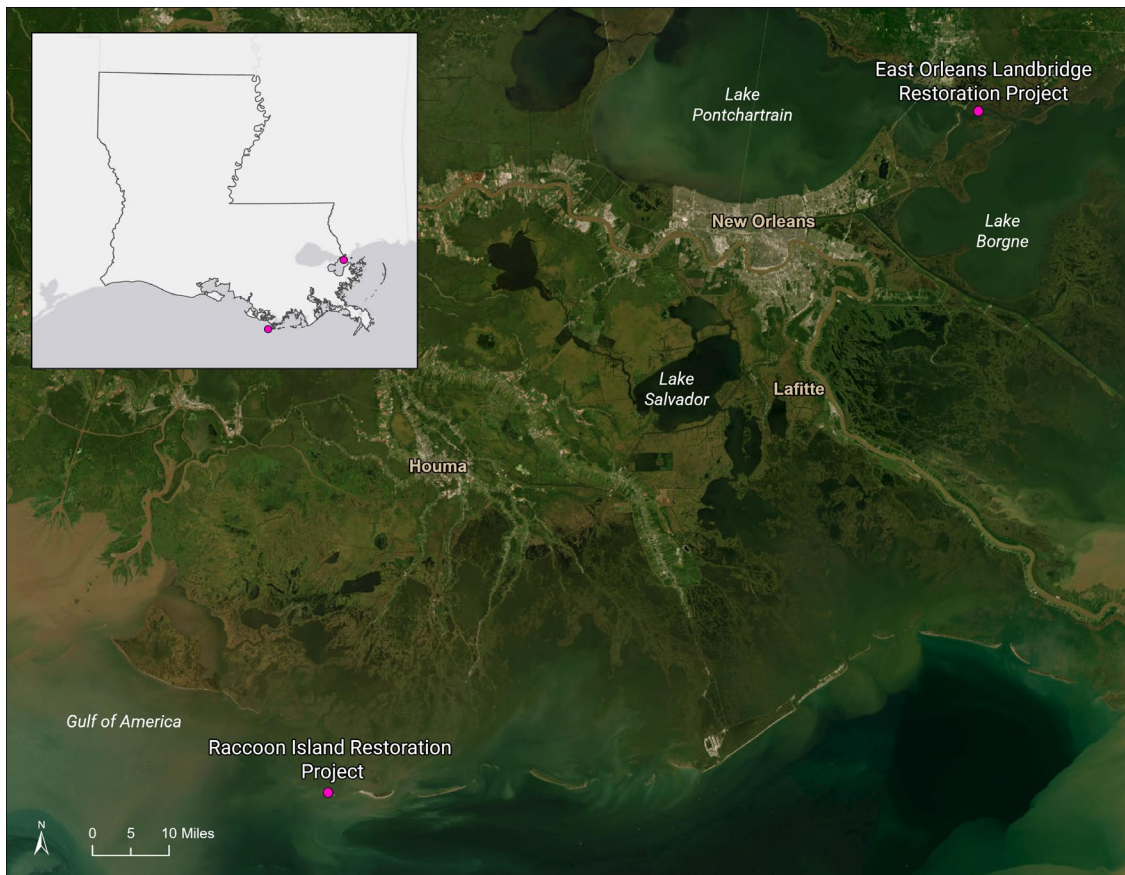 East Orleans Landbridge
Restoration Project
Lake
Pontchartrain
New Orleans
Lake
Borgne
Lake
Salvador
Lafitte
Houma
Gulf of America
Raccoon Island Restoration
Project
N
0 5 10 Miles